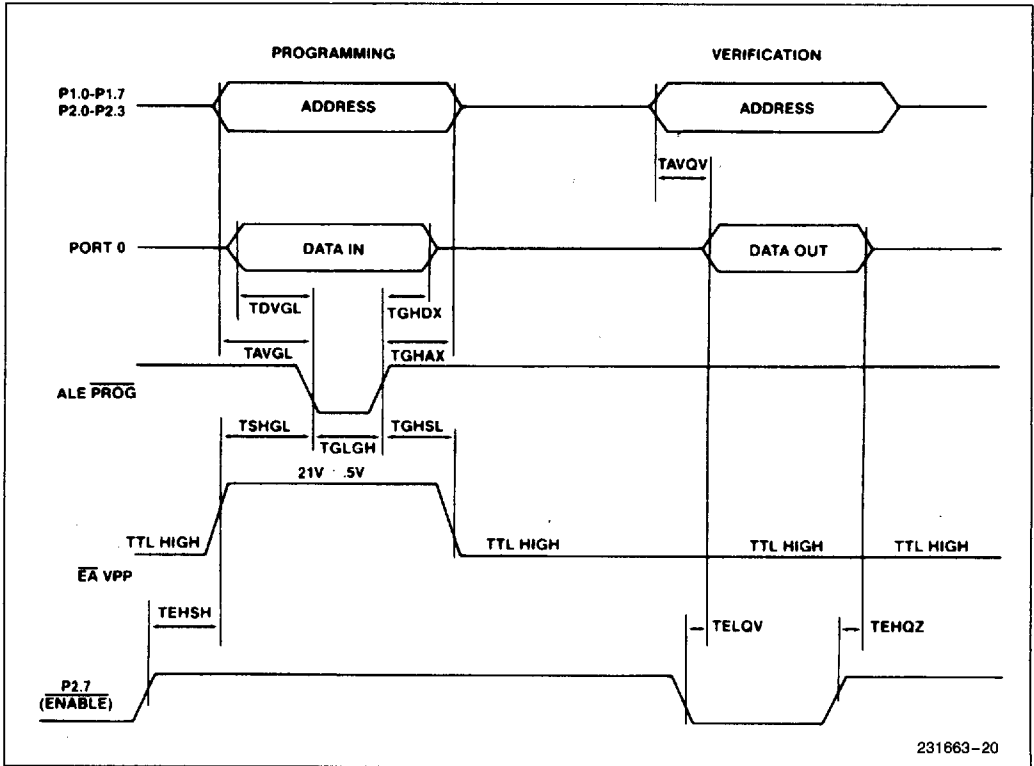 PROGRAMMING VERIFICATION
P1.0-P1.7
P2.0-P2.3
ADDRESS ADDRESS
TAVQV
PORT 0 DATA IN DATA OUT
TDVGL TGHDX
TAVGL TGHAX
ALE PROG
TSHGL TGLGH TGHSL
21V · .5V
TTL HIGH TTL HIGH TTL HIGH TTL HIGH
EA VPP
TEHSH TELQV TEHQZ
P2.7
(ENABLE)
231663-20